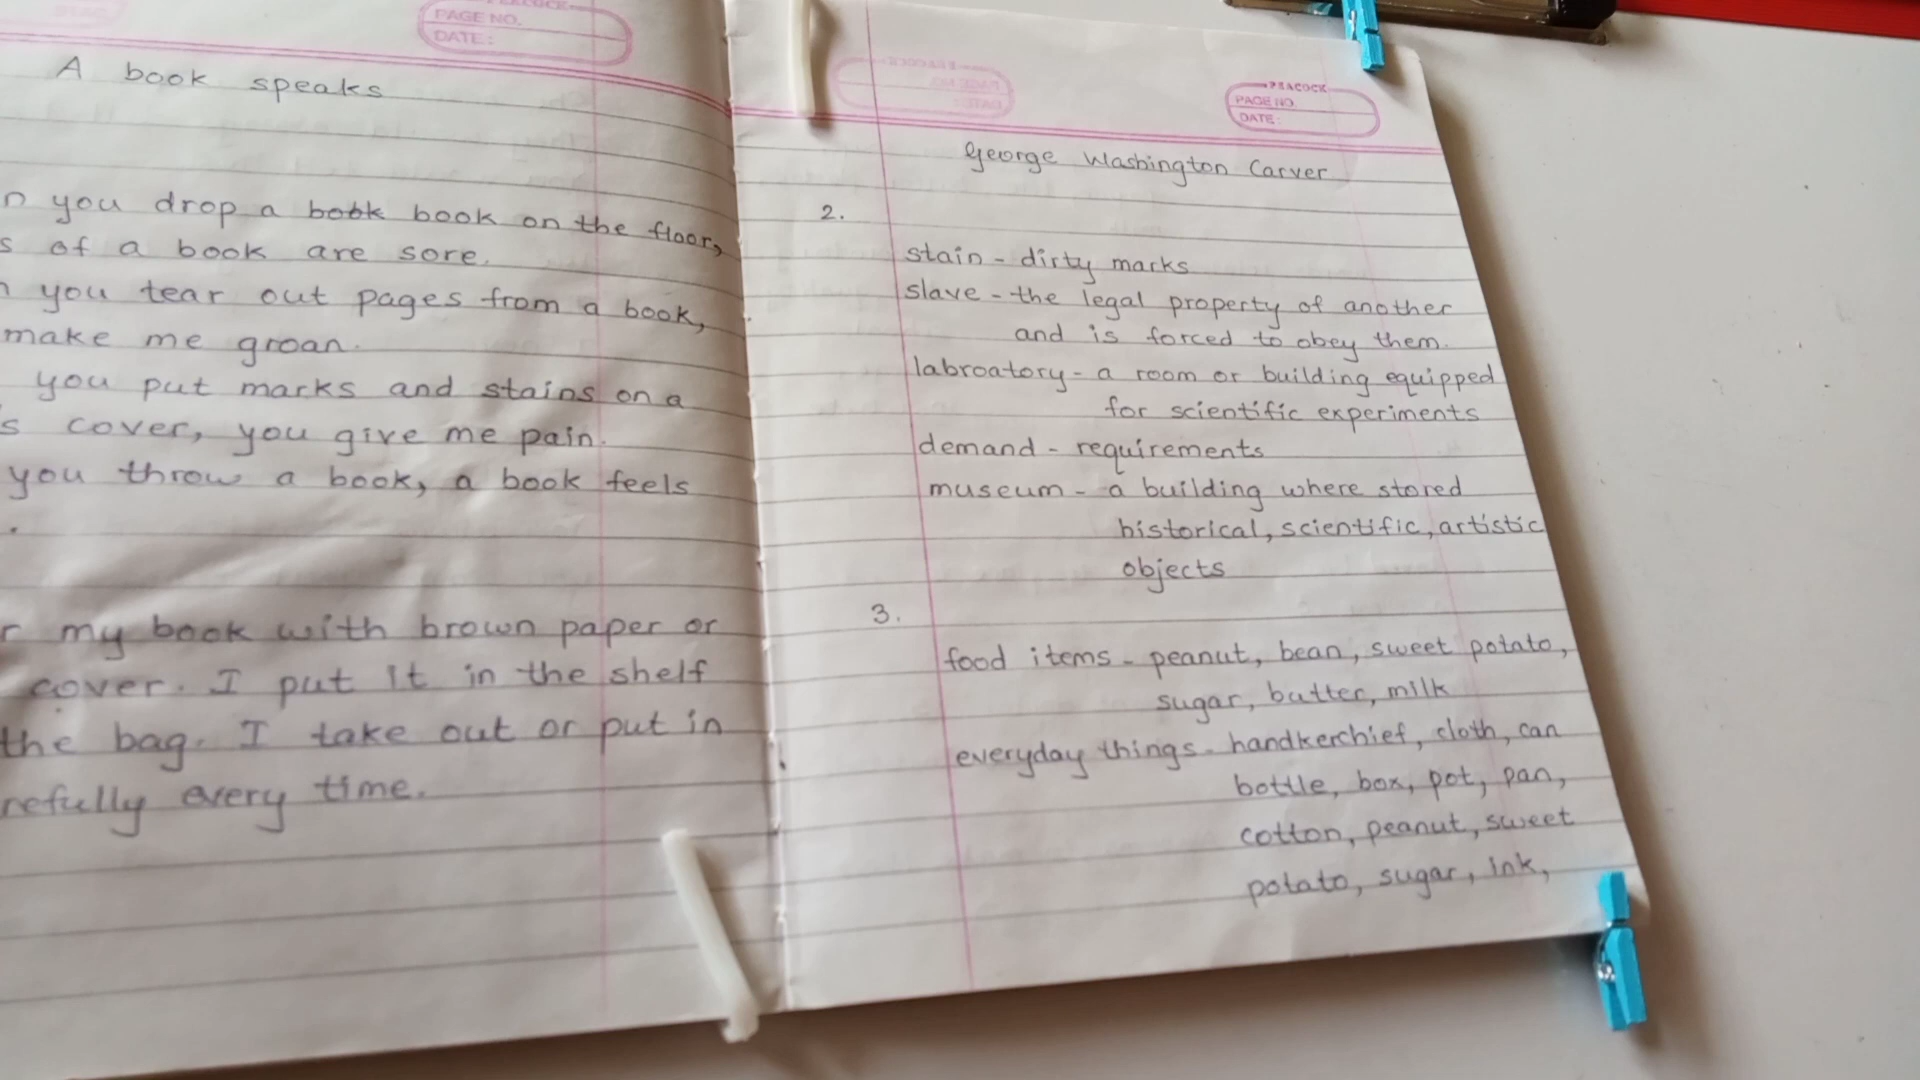 PEACOCK
PAGE NO.
DATE:
A book speaks
n you drop a book book on the floor,
s of a book are sore.
you tear out pages from a book,
make me groan.
you put marks and stains on a
s cover, you give me pain.
you throw a book, a book feels
.
r my book with brown paper or
cover. I put it in the shelf
the bag. I take out or put in
refully every time.
PEACOCK
PAGE NO.
DATE:
George Washington Carver
2.
stain - dirty marks
slave - the legal property of another
and is forced to obey them.
labroatory - a room or building equipped
for scientific experiments
demand - requirements
museum - a building where stored
historical, scientific, artistic
objects
3.
food items - peanut, bean, sweet potato,
sugar, butter, milk
everyday things - handkerchief, cloth, can
bottle, box, pot, pan,
cotton, peanut, sweet
potato, sugar, ink,